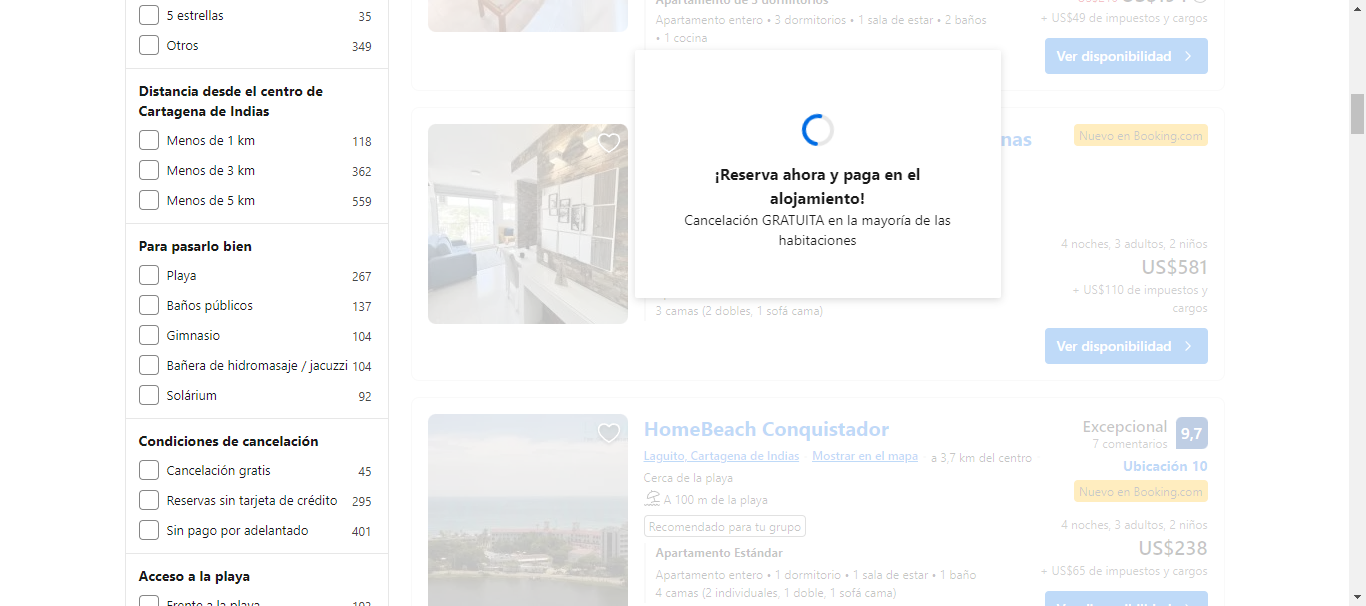 5 estrellas 35
Otros 349
Distancia desde el centro de
Cartagena de Indias
Menos de 1 km 118
Menos de 3 km 362
Menos de 5 km 559
Para pasarlo bien
Playa 267
Baños públicos 137
Gimnasio 104
Bañera de hidromasaje / jacuzzi 104
Solárium 92
Condiciones de cancelación
Cancelación gratis 45
Reservas sin tarjeta de crédito 295
Sin pago por adelantado 401
Acceso a la playa
Frente a la playa 192
Apartamento de 3 dormitorios
Apartamento entero • 3 dormitorios • 1 sala de estar • 2 baños
• 1 cocina
+ US$49 de impuestos y cargos
Ver disponibilidad
¡Reserva ahora y paga en el
alojamiento!
Cancelación GRATUITA en la mayoría de las
habitaciones
nas
Nuevo en Booking.com
3 camas (2 dobles, 1 sofá cama)
4 noches, 3 adultos, 2 niños
US$581
+ US$110 de impuestos y
cargos
Ver disponibilidad
HomeBeach Conquistador
Laguito, Cartagena de Indias Mostrar en el mapa a 3,7 km del centro
Cerca de la playa
A 100 m de la playa
Recomendado para tu grupo
Apartamento Estándar
Apartamento entero • 1 dormitorio • 1 sala de estar • 1 baño
4 camas (2 individuales, 1 doble, 1 sofá cama)
Excepcional 9,7
7 comentarios
Ubicación 10
Nuevo en Booking.com
4 noches, 3 adultos, 2 niños
US$238
+ US$65 de impuestos y cargos
Ver disponibilidad